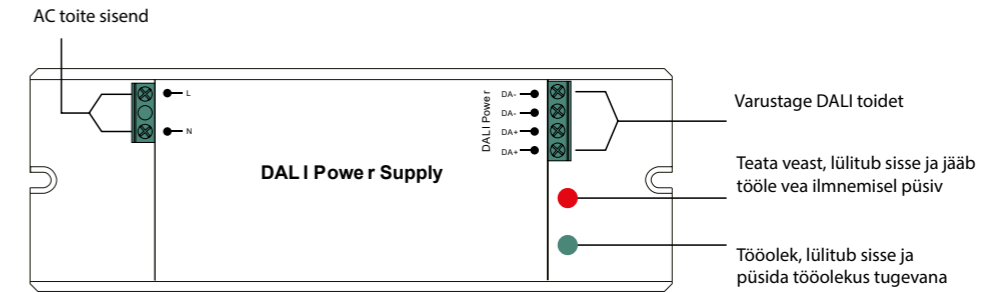 AC toite sisend
L
N
DAL I Powe r Supply
DALI Power
DA-
DA-
DA+
DA+
Varustage DALI toidet
Teata veast, lülitub sisse ja jääb
tööle vea ilmnemisel püsiv
Tööolek, lülitub sisse ja
püsida tööolekus tugevana